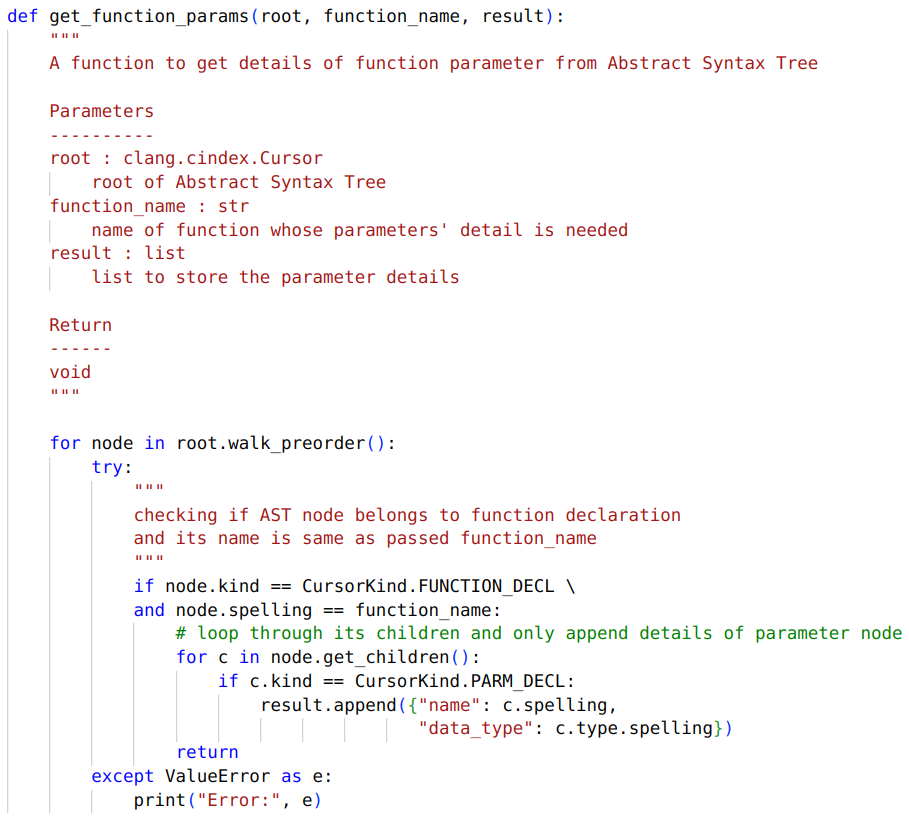 def get_function_params(root, function_name, result):
    """
    A function to get details of function parameter from Abstract Syntax Tree

    Parameters
    ----------
    root : clang.cindex.Cursor
        root of Abstract Syntax Tree
    function_name : str
        name of function whose parameters' detail is needed
    result : list
        list to store the parameter details

    Return
    ------
    void
    """

    for node in root.walk_preorder():
        try:
            """
            checking if AST node belongs to function declaration
            and its name is same as passed function_name
            """
            if node.kind == CursorKind.FUNCTION_DECL \
            and node.spelling == function_name:
                # loop through its children and only append details of parameter node
                for c in node.get_children():
                    if c.kind == CursorKind.PARM_DECL:
                        result.append({"name": c.spelling,
                                       "data_type": c.type.spelling})
                return
        except ValueError as e:
            print("Error:", e)